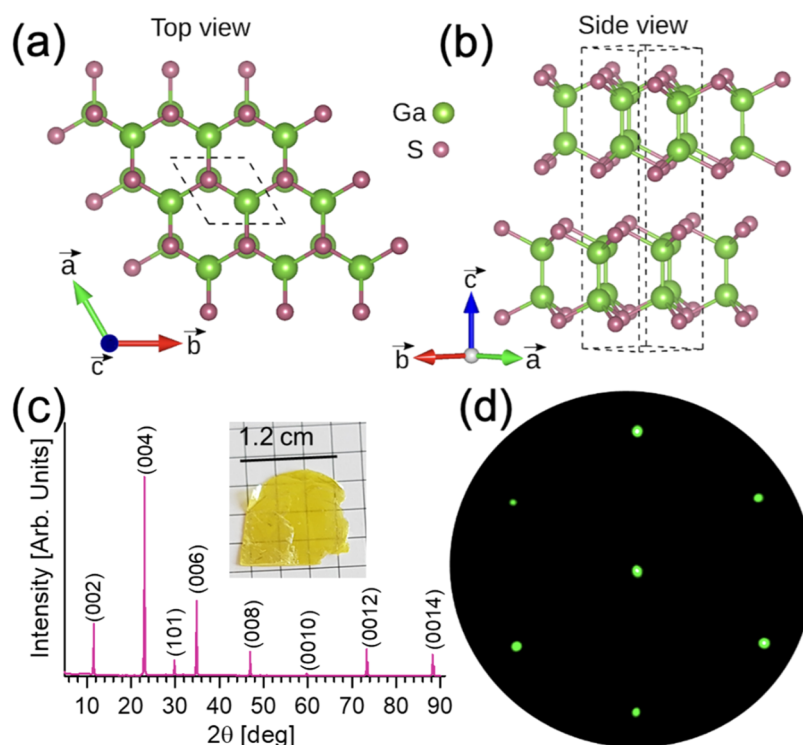 (a)
Top view
(b)
Side view
Ga
S
a
b
c
c
b
a
(c)
(d)
Intensity [Arb. Units]
(002)
(004)
(101)
(006)
(008)
(0010)
(0012)
(0014)
1.2 cm
10 20 30 40 50 60 70 80 90
2θ [deg]